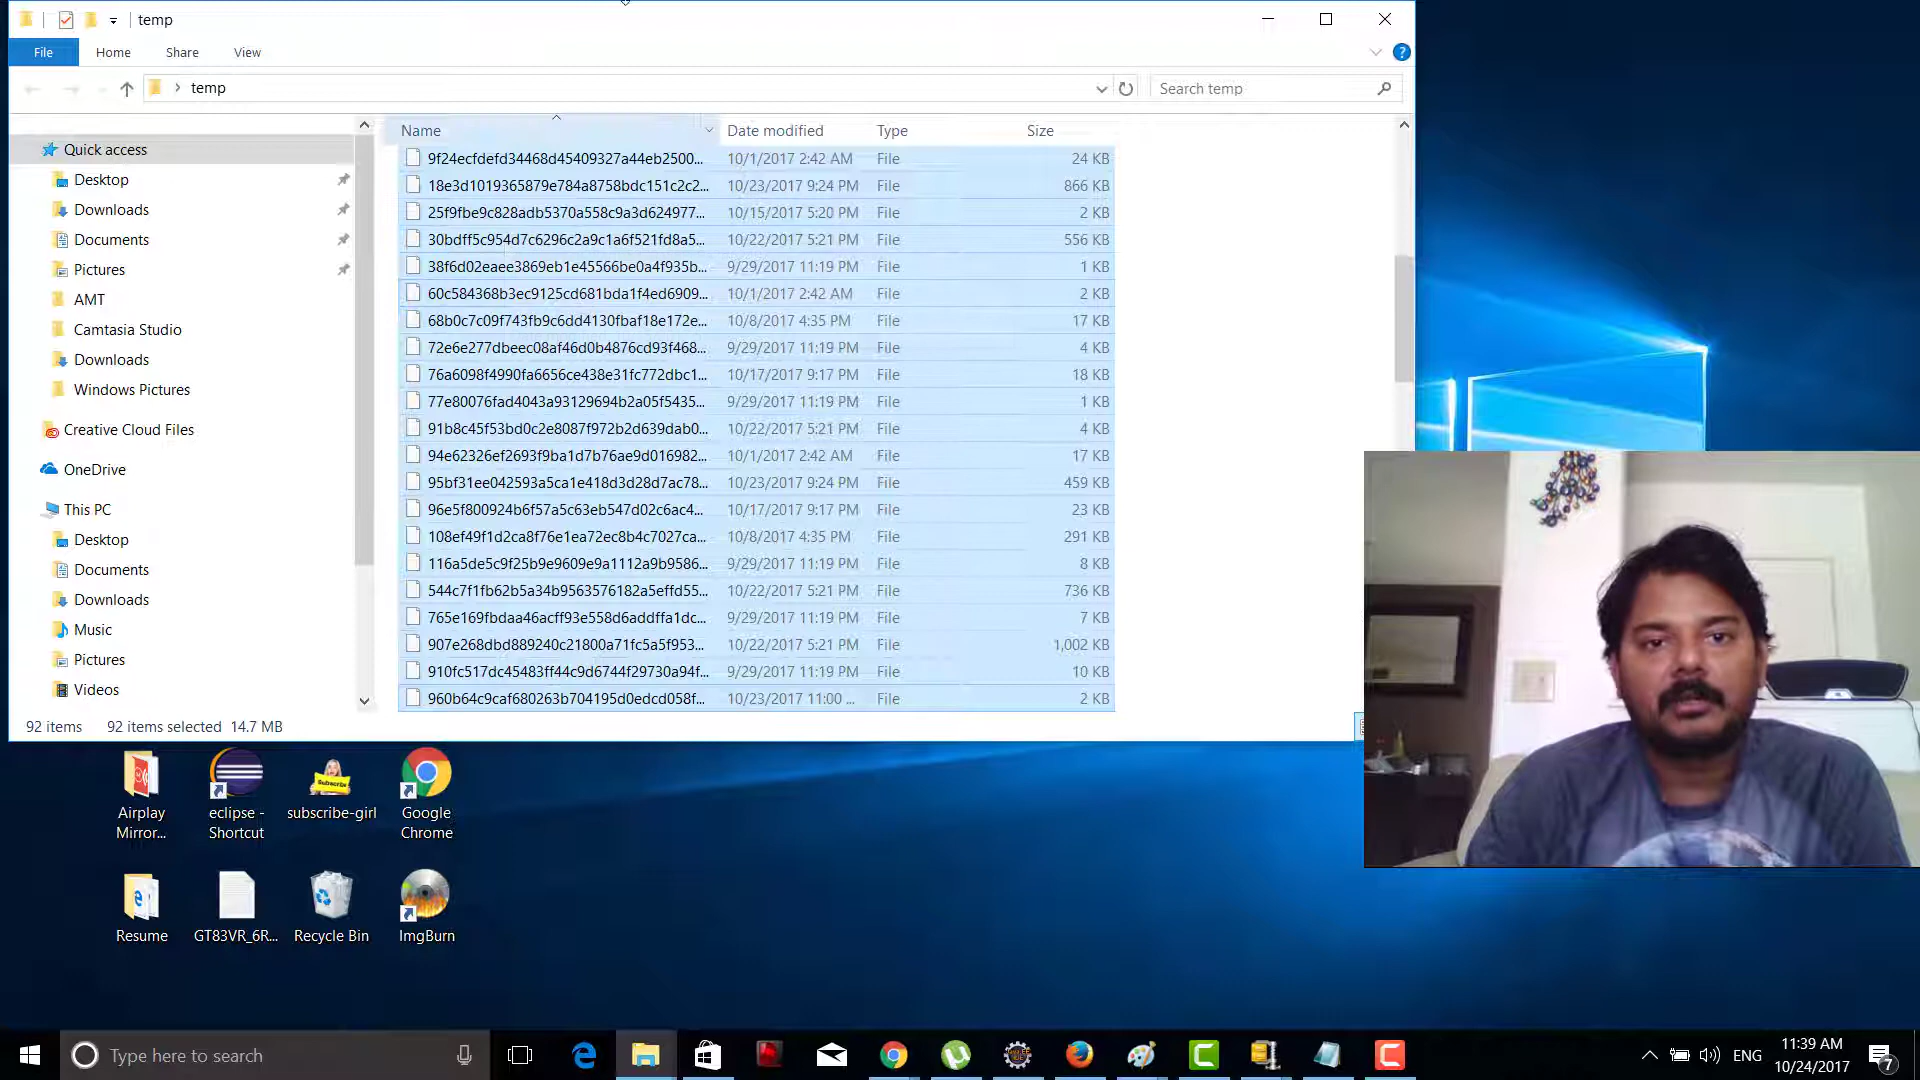 temp
File Home Share View
temp
Search temp
Name Date modified Type Size
Quick access
Desktop
Downloads
Documents
Pictures
AMT
Camtasia Studio
Downloads
Windows Pictures
Creative Cloud Files
OneDrive
This PC
Desktop
Documents
Downloads
Music
Pictures
Videos
9f24ecfdefd34468d45409327a44eb2500... 10/1/2017 2:42 AM File 24 KB
18e3d1019365879e784a8758bdc151c2c2... 10/23/2017 9:24 PM File 866 KB
25f9fbe9c828adb5370a558c9a3d624977... 10/15/2017 5:20 PM File 2 KB
30bdff5c954d7c6296c2a9c1a6f521fd8a5... 10/22/2017 5:21 PM File 556 KB
38f6d02eaee3869eb1e45566be0a4f935b... 9/29/2017 11:19 PM File 1 KB
60c584368b3ec9125cd681bda1f4ed6909... 10/1/2017 2:42 AM File 2 KB
68b0c7c09f743fb9c6dd4130fbaf18e172e... 10/8/2017 4:35 PM File 17 KB
72e6e277dbeec08af46d0b4876cd93f468... 9/29/2017 11:19 PM File 4 KB
76a6098f4990fa6656ce438e31fc772dbc1... 10/17/2017 9:17 PM File 18 KB
77e80076fad4043a93129694b2a05f5435... 9/29/2017 11:19 PM File 1 KB
91b8c45f53bd0c2e8087f972b2d639dab0... 10/22/2017 5:21 PM File 4 KB
94e62326ef2693f9ba1d7b76ae9d016982... 10/1/2017 2:42 AM File 17 KB
95bf31ee042593a5ca1e418d3d28d7ac78... 10/23/2017 9:24 PM File 459 KB
96e5f800924b6f57a5c63eb547d02c6ac4... 10/17/2017 9:17 PM File 23 KB
108ef49f1d2ca8f76e1ea72ec8b4c7027ca... 10/8/2017 4:35 PM File 291 KB
116a5de5c9f25b9e9609e9a1112a9b9586... 9/29/2017 11:19 PM File 8 KB
544c7f1fb62b5a34b9563576182a5effd55... 10/22/2017 5:21 PM File 736 KB
765e169fbdaa46acff93e558d6addffa1dc... 9/29/2017 11:19 PM File 7 KB
907e268dbd889240c21800a71fc5a5f953... 10/22/2017 5:21 PM File 1,002 KB
910fc517dc45483ff44c9d6744f29730a94f... 9/29/2017 11:19 PM File 10 KB
960b64c9caf680263b704195d0edcd058f... 10/23/2017 11:00 ... File 2 KB
92 items 92 items selected 14.7 MB
Subscribe
Airplay Mirror...
eclipse - Shortcut
subscribe-girl
Google Chrome
Resume
GT83VR_6R...
Recycle Bin
ImgBurn
Type here to search
ENG
11:39 AM
10/24/2017
7